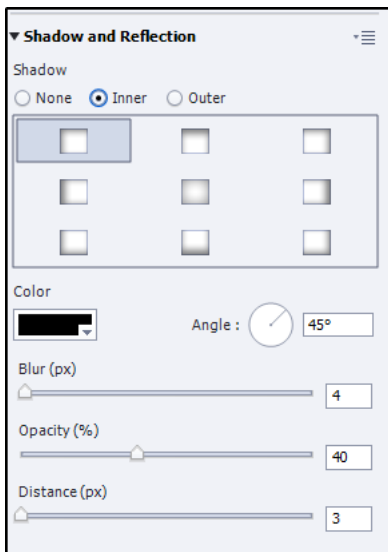 Shadow and Reflection
Shadow
None Inner Outer
Color
Angle : 45°
Blur (px)
4
Opacity (%)
40
Distance (px)
3